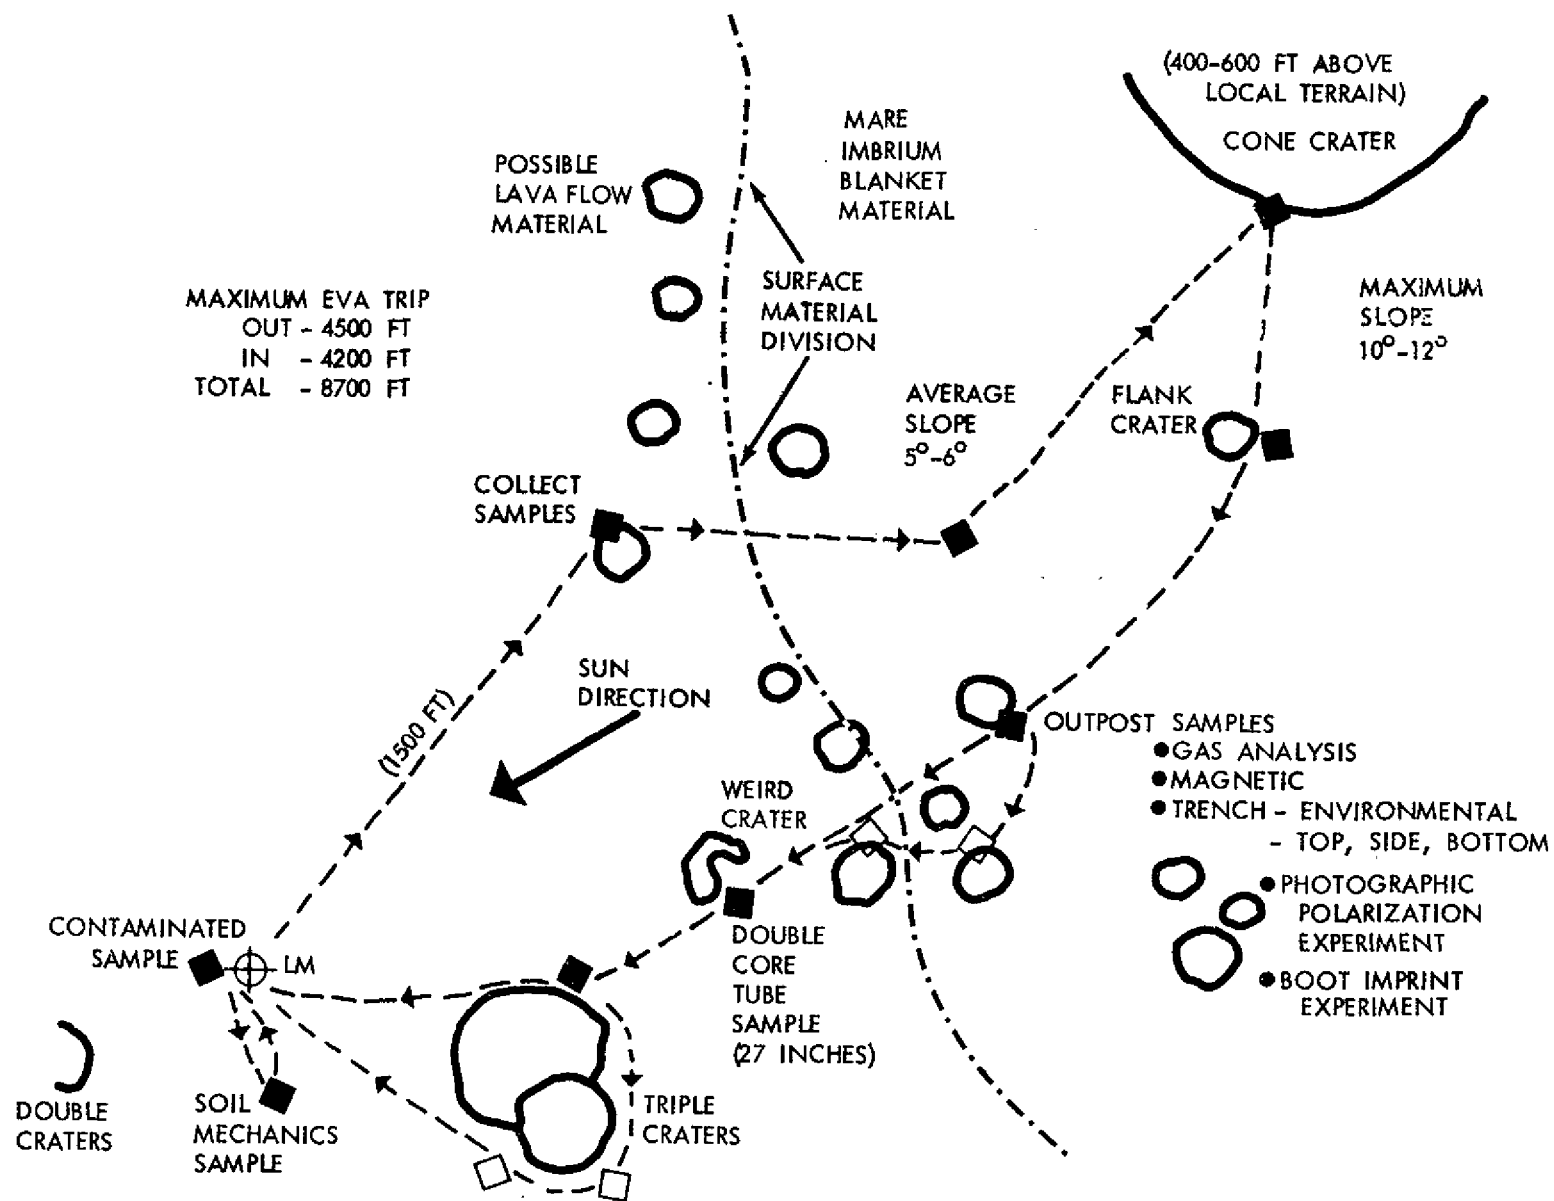 (400-600 FT ABOVE
LOCAL TERRAIN)
CONE CRATER
MARE
IMBRIUM
BLANKET
MATERIAL
POSSIBLE
LAVA FLOW
MATERIAL
SURFACE
MATERIAL
DIVISION
MAXIMUM EVA TRIP
OUT - 4500 FT
IN - 4200 FT
TOTAL - 8700 FT
MAXIMUM
SLOPE
10°-12°
AVERAGE
SLOPE
5°-6°
FLANK
CRATER
COLLECT
SAMPLES
SUN
DIRECTION
(1500 FT)
OUTPOST SAMPLES
●GAS ANALYSIS
●MAGNETIC
●TRENCH - ENVIRONMENTAL
- TOP, SIDE, BOTTOM
●PHOTOGRAPHIC
POLARIZATION
EXPERIMENT
●BOOT IMPRINT
EXPERIMENT
WEIRD
CRATER
DOUBLE
CORE
TUBE
SAMPLE
(27 INCHES)
CONTAMINATED
SAMPLE
LM
DOUBLE
CRATERS
SOIL
MECHANICS
SAMPLE
TRIPLE
CRATERS